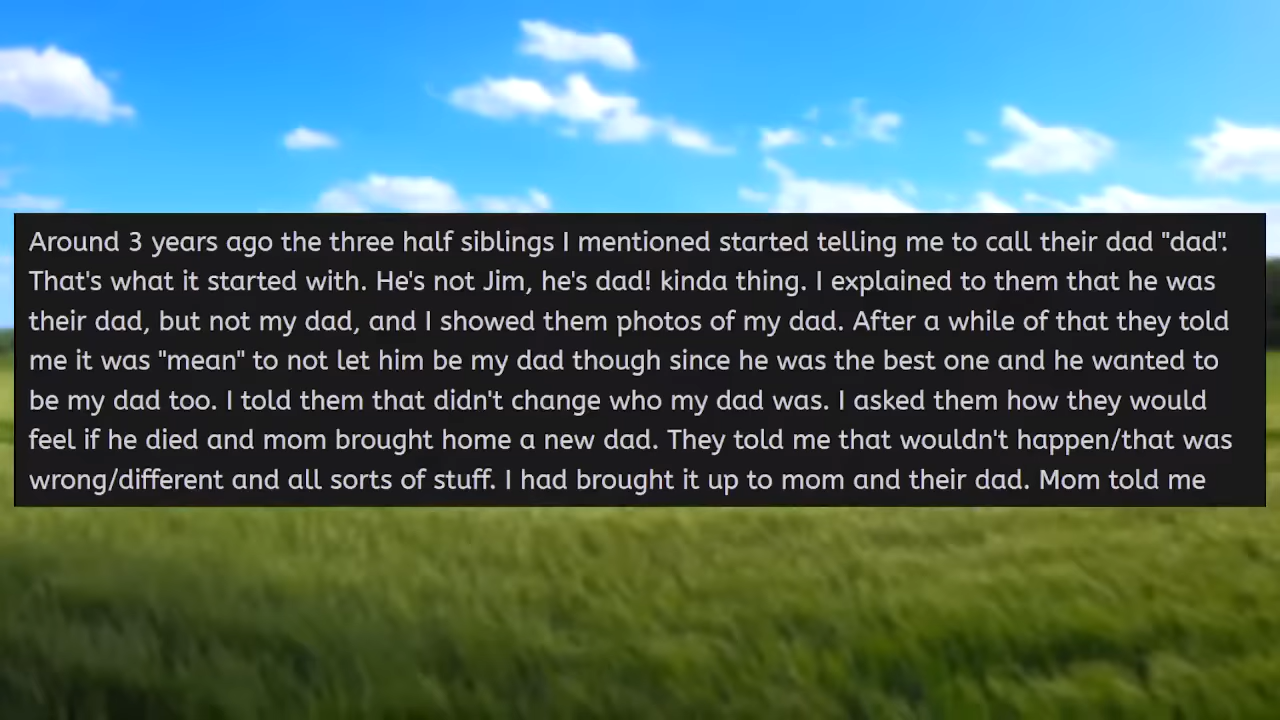 Around 3 years ago the three half siblings I mentioned started telling me to call their dad "dad".
That's what it started with. He's not Jim, he's dad! kinda thing. I explained to them that he was
their dad, but not my dad, and I showed them photos of my dad. After a while of that they told
me it was "mean" to not let him be my dad though since he was the best one and he wanted to
be my dad too. I told them that didn't change who my dad was. I asked them how they would
feel if he died and mom brought home a new dad. They told me that wouldn't happen/that was
wrong/different and all sorts of stuff. I had brought it up to mom and their dad. Mom told me